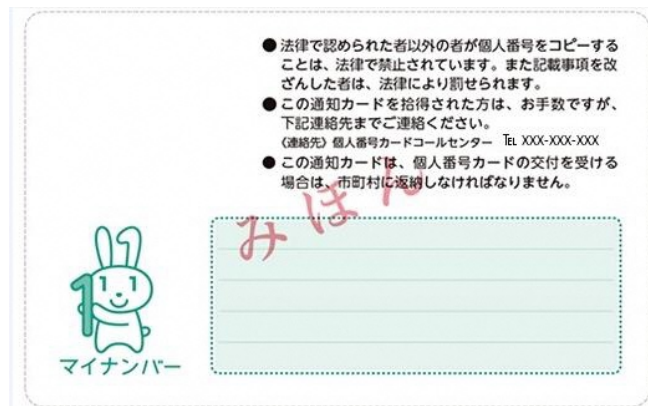 ● 法律で認められた者以外の者が個人番号をコピーする
ことは、法律で禁止されています。また記載事項を改
ざんした者は、法律により罰せられます。
● この通知カードを拾得された方は、お手数ですが、
下記連絡先までご連絡ください。
〈連絡先〉個人番号カードコールセンター TEL XXX-XXX-XXX
● この通知カードは、個人番号カードの交付を受ける
場合は、市町村に返納しなければなりません。
みほん
1
マイナンバー